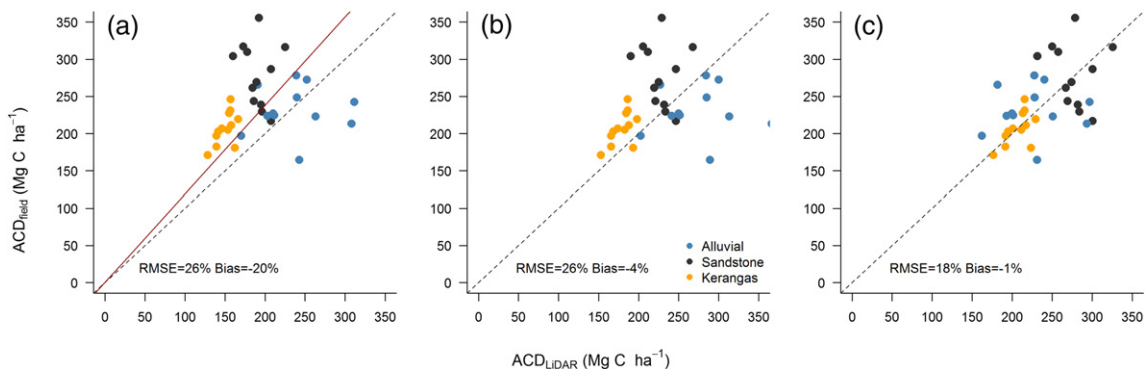 (a)
(b)
(c)
ACD_field (Mg C ha⁻¹)
350
300
250
200
150
100
50
0
RMSE=26% Bias=-20%
0 50 100 150 200 250 300 350
350
300
250
200
150
100
50
0
Alluvial
Sandstone
Kerangas
RMSE=26% Bias=-4%
0 50 100 150 200 250 300 350
350
300
250
200
150
100
50
0
RMSE=18% Bias=-1%
0 50 100 150 200 250 300 350
ACD_LiDAR (Mg C ha⁻¹)